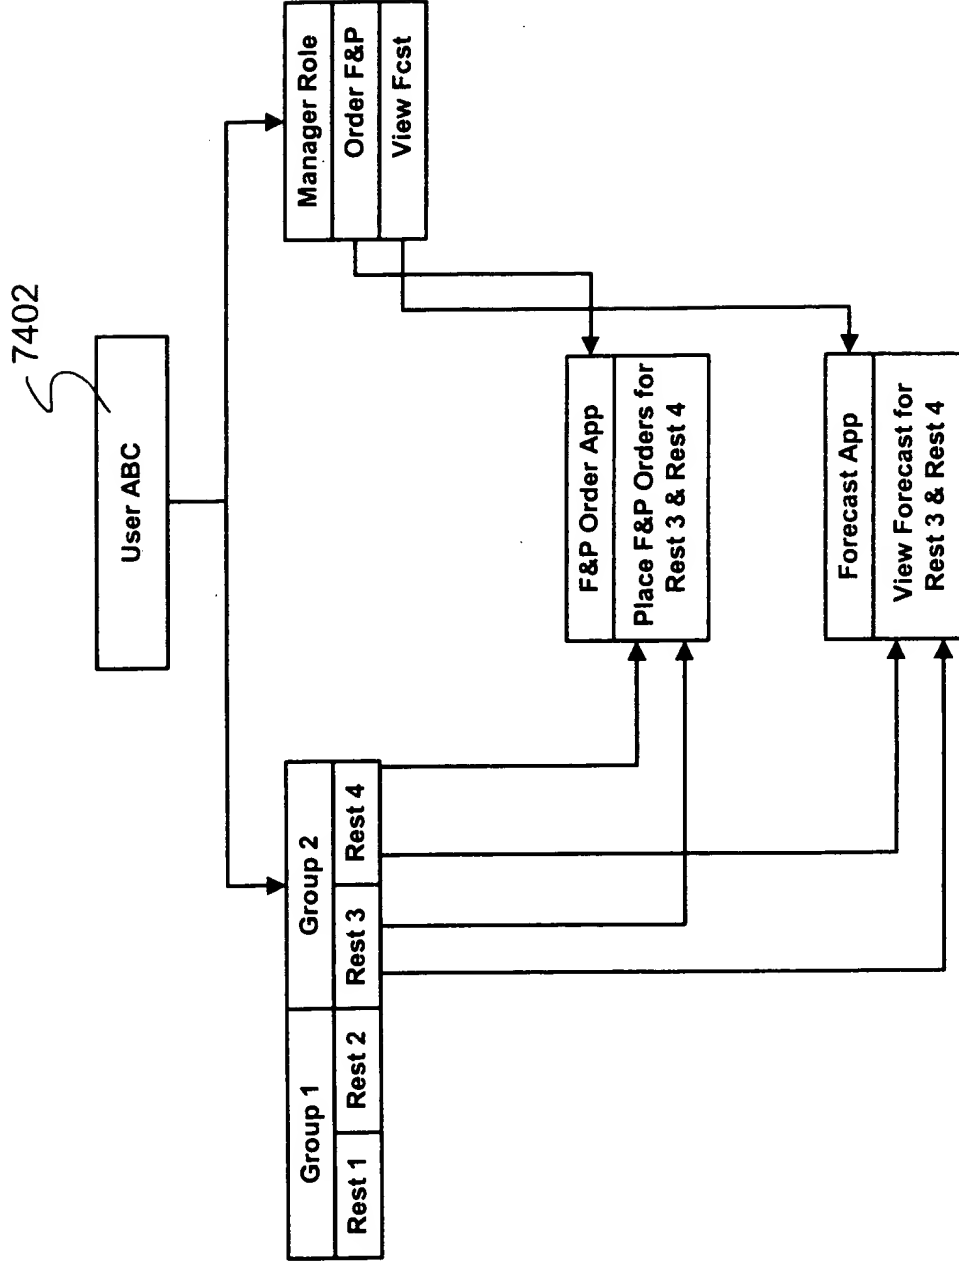 7402
User ABC
Group 1
Group 2
Rest 1
Rest 2
Rest 3
Rest 4
Manager Role
Order F&P
View Fcst
F&P Order App
Place F&P Orders for
Rest 3 & Rest 4
Forecast App
View Forecast for
Rest 3 & Rest 4